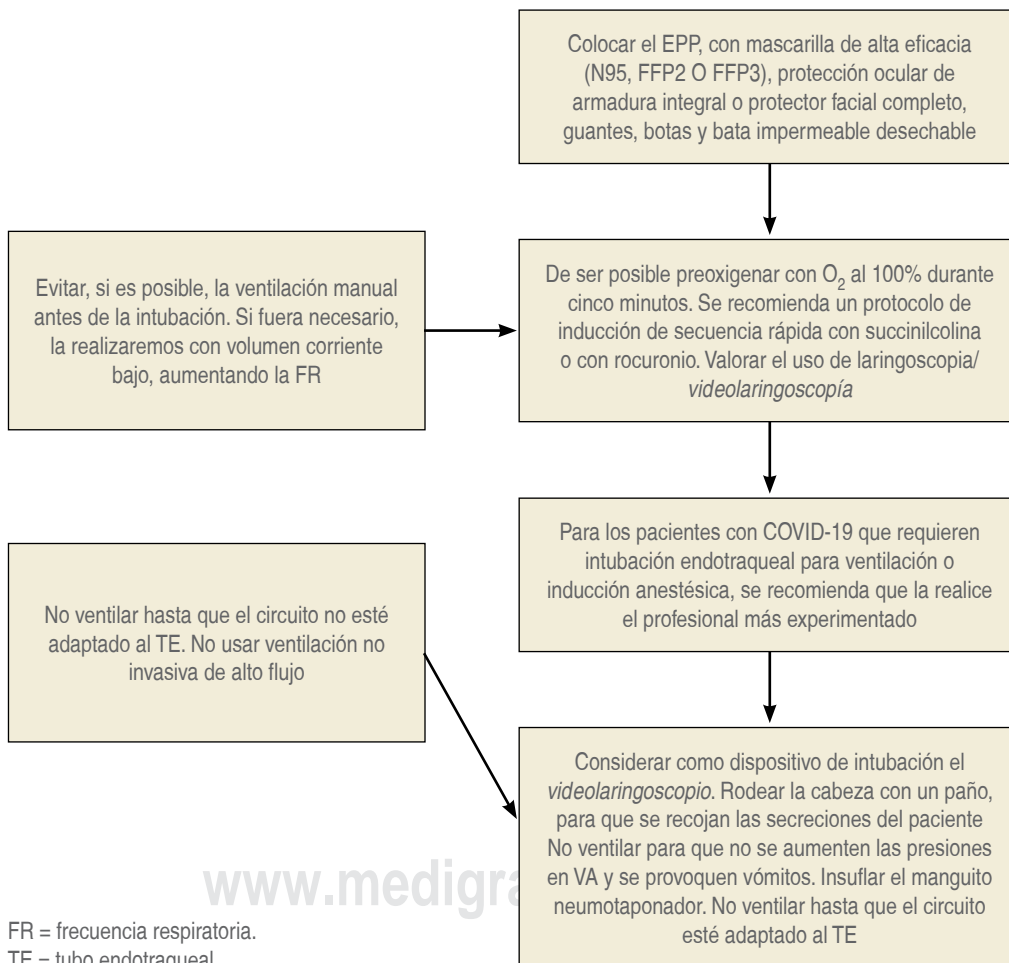 Colocar el EPP, con mascarilla de alta eficacia
(N95, FFP2 O FFP3), protección ocular de
armadura integral o protector facial completo,
guantes, botas y bata impermeable desechable
Evitar, si es posible, la ventilación manual
antes de la intubación. Si fuera necesario,
la realizaremos con volumen corriente
bajo, aumentando la FR
De ser posible preoxigenar con O₂ al 100% durante
cinco minutos. Se recomienda un protocolo de
inducción de secuencia rápida con succinilcolina
o con rocuronio. Valorar el uso de laringoscopia/
videolaringoscopía
Para los pacientes con COVID-19 que requieren
intubación endotraqueal para ventilación o
inducción anestésica, se recomienda que la realice
el profesional más experimentado
No ventilar hasta que el circuito no esté
adaptado al TE. No usar ventilación no
invasiva de alto flujo
Considerar como dispositivo de intubación el
videolaringoscopio. Rodear la cabeza con un paño,
para que se recojan las secreciones del paciente
No ventilar para que no se aumenten las presiones
en VA y se provoquen vómitos. Insuflar el manguito
neumotaponador. No ventilar hasta que el circuito
esté adaptado al TE
www.medigra
FR = frecuencia respiratoria.
TE = tubo endotraqueal